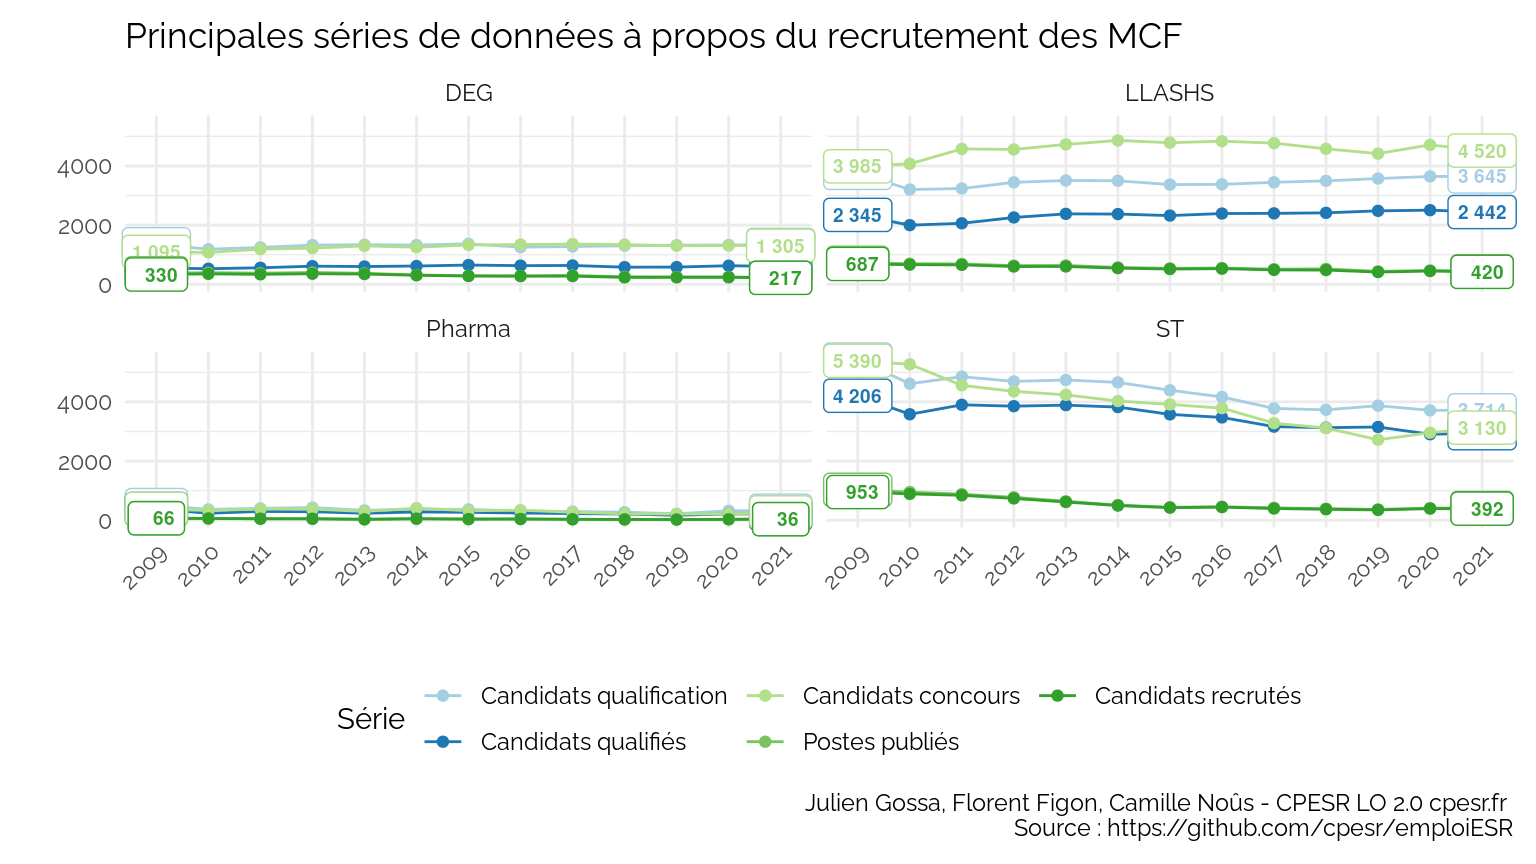 Principales séries de données à propos du recrutement des MCF
DEG
LLASHS
4000
2000
0
1 095
330
1 305
217
3 985
2 345
687
4 520
3 645
2 442
420
Pharma
ST
4000
2000
0
66
36
5 390
4 206
953
3 714
3 130
392
2009 2010 2011 2012 2013 2014 2015 2016 2017 2018 2019 2020 2021
2009 2010 2011 2012 2013 2014 2015 2016 2017 2018 2019 2020 2021
Série
Candidats qualification
Candidats concours
Candidats recrutés
Candidats qualifiés
Postes publiés
Julien Gossa, Florent Figon, Camille Noûs - CPESR LO 2.0 cpesr.fr
Source : https://github.com/cpesr/emploiESR